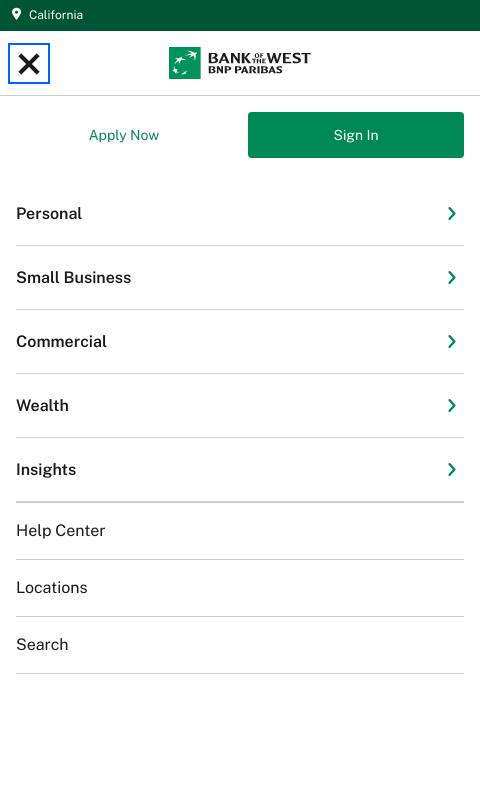 California
BANK OF THE WEST
BNP PARIBAS
Apply Now
Sign In
Personal
Small Business
Commercial
Wealth
Insights
Help Center
Locations
Search